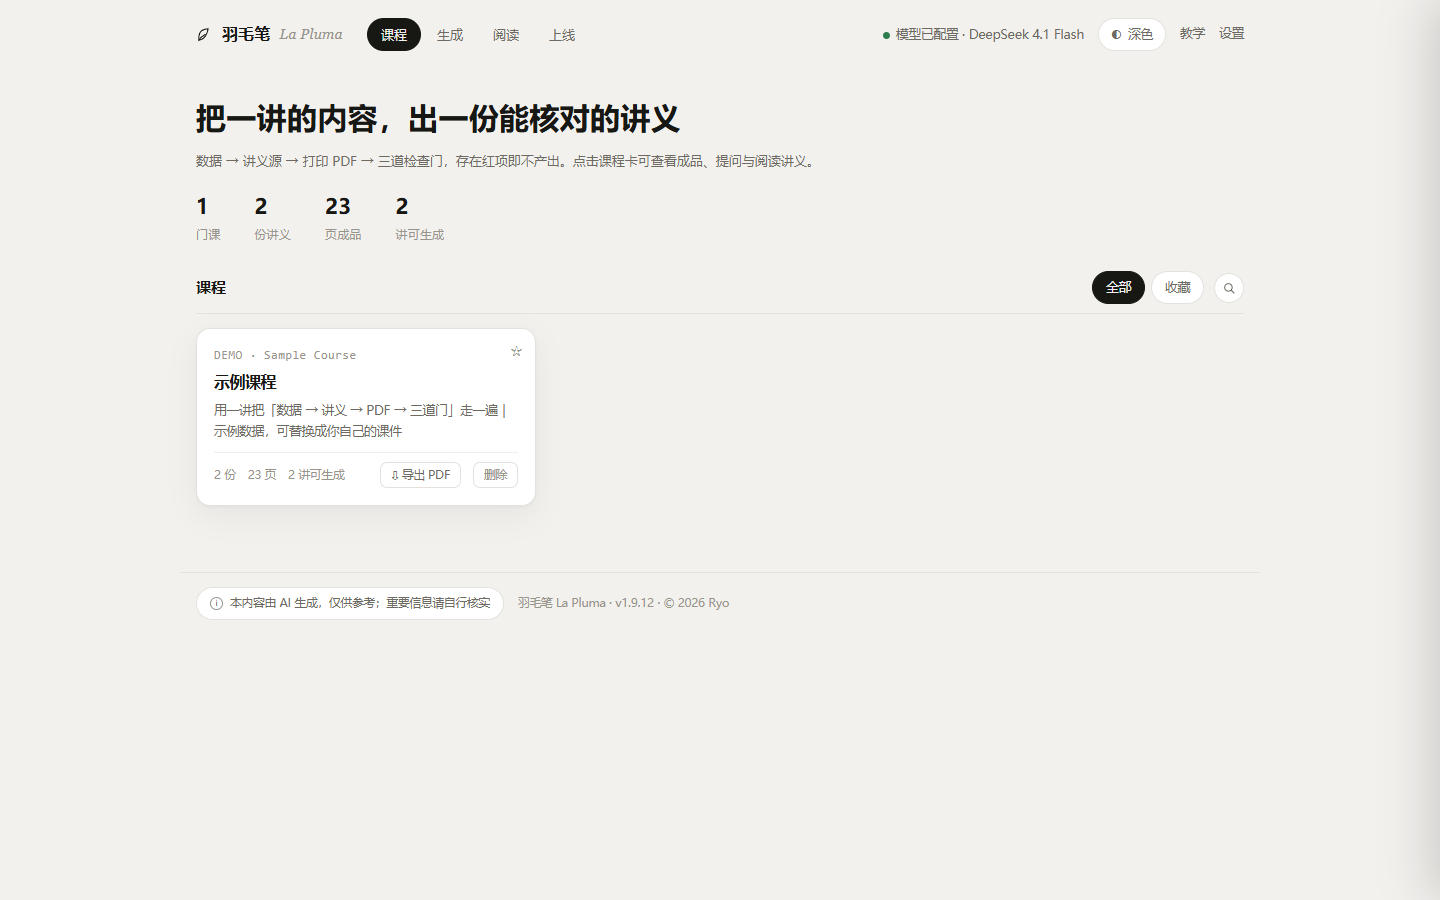 羽毛笔 La Pluma 课程 生成 阅读 上线 模型已配置 · DeepSeek 4.1 Flash 深色 教学 设置
把一讲的内容，出一份能核对的讲义
数据 → 讲义源 → 打印 PDF → 三道检查门，存在红项即不产出。点击课程卡可查看成品、提问与阅读讲义。
1 2 23 2
门课 份讲义 页成品 讲可生成
课程 全部 收藏
DEMO · Sample Course
示例课程
用一讲把「数据 → 讲义 → PDF → 三道门」走一遍 |
示例数据，可替换成你自己的课件
2 份 23 页 2 讲可生成 ⇩ 导出 PDF 删除
本内容由 AI 生成，仅供参考；重要信息请自行核实 羽毛笔 La Pluma · v1.9.12 · © 2026 Ryo